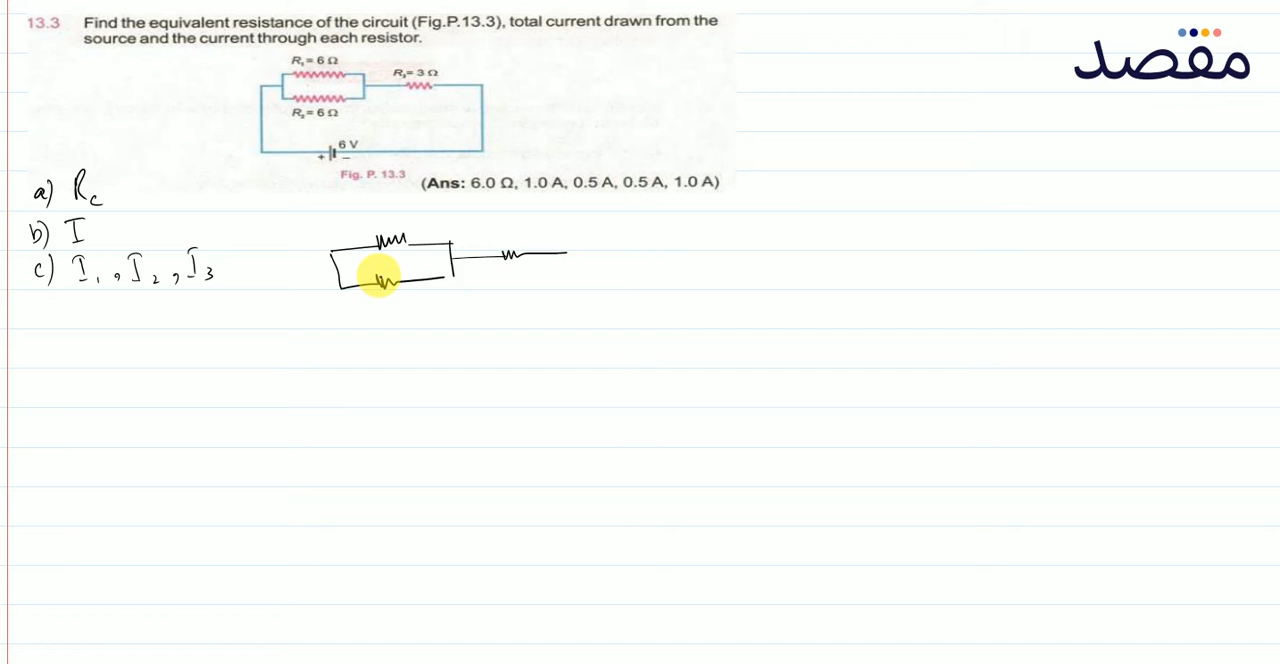 13.3 Find the equivalent resistance of the circuit (Fig.P.13.3), total current drawn from the
source and the current through each resistor.
مقصد
R₁= 6 Ω
R₃= 3 Ω
R₂= 6 Ω
6 V
+ −
Fig. P. 13.3
(Ans: 6.0 Ω, 1.0 A, 0.5 A, 0.5 A, 1.0 A)
a) Rₑ
b) I
c) I₁ , I₂ , I₃